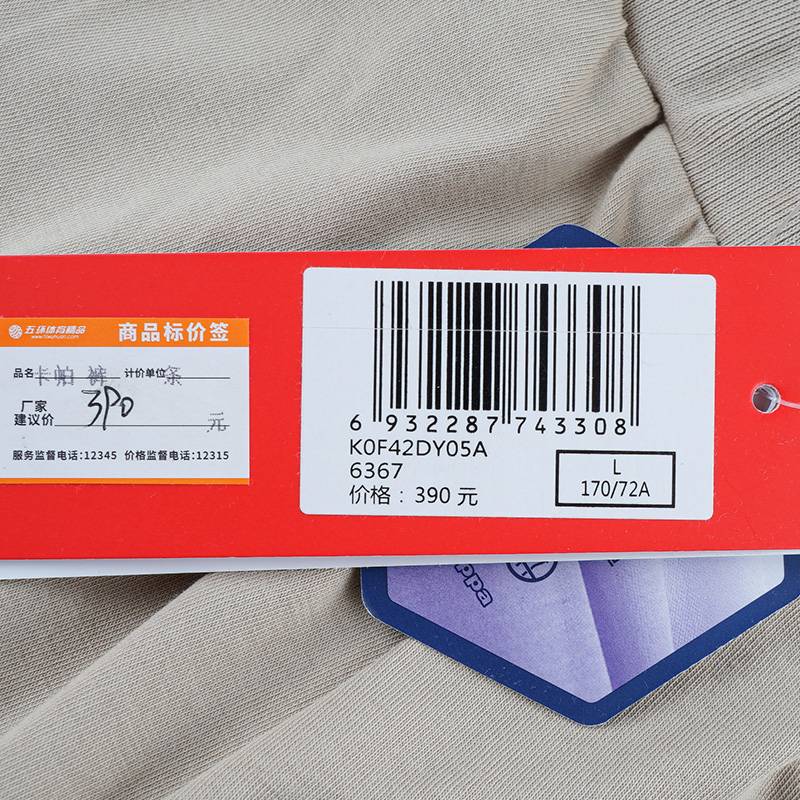 五环体育精品
商品标价签
品名 卡帕 裤 计价单位 条
厂家
建议价 390 元
服务监督电话:12345 价格监督电话:12315
6 932287 743308
K0F42DY05A
6367
价格：390 元
L
170/72A
ppa